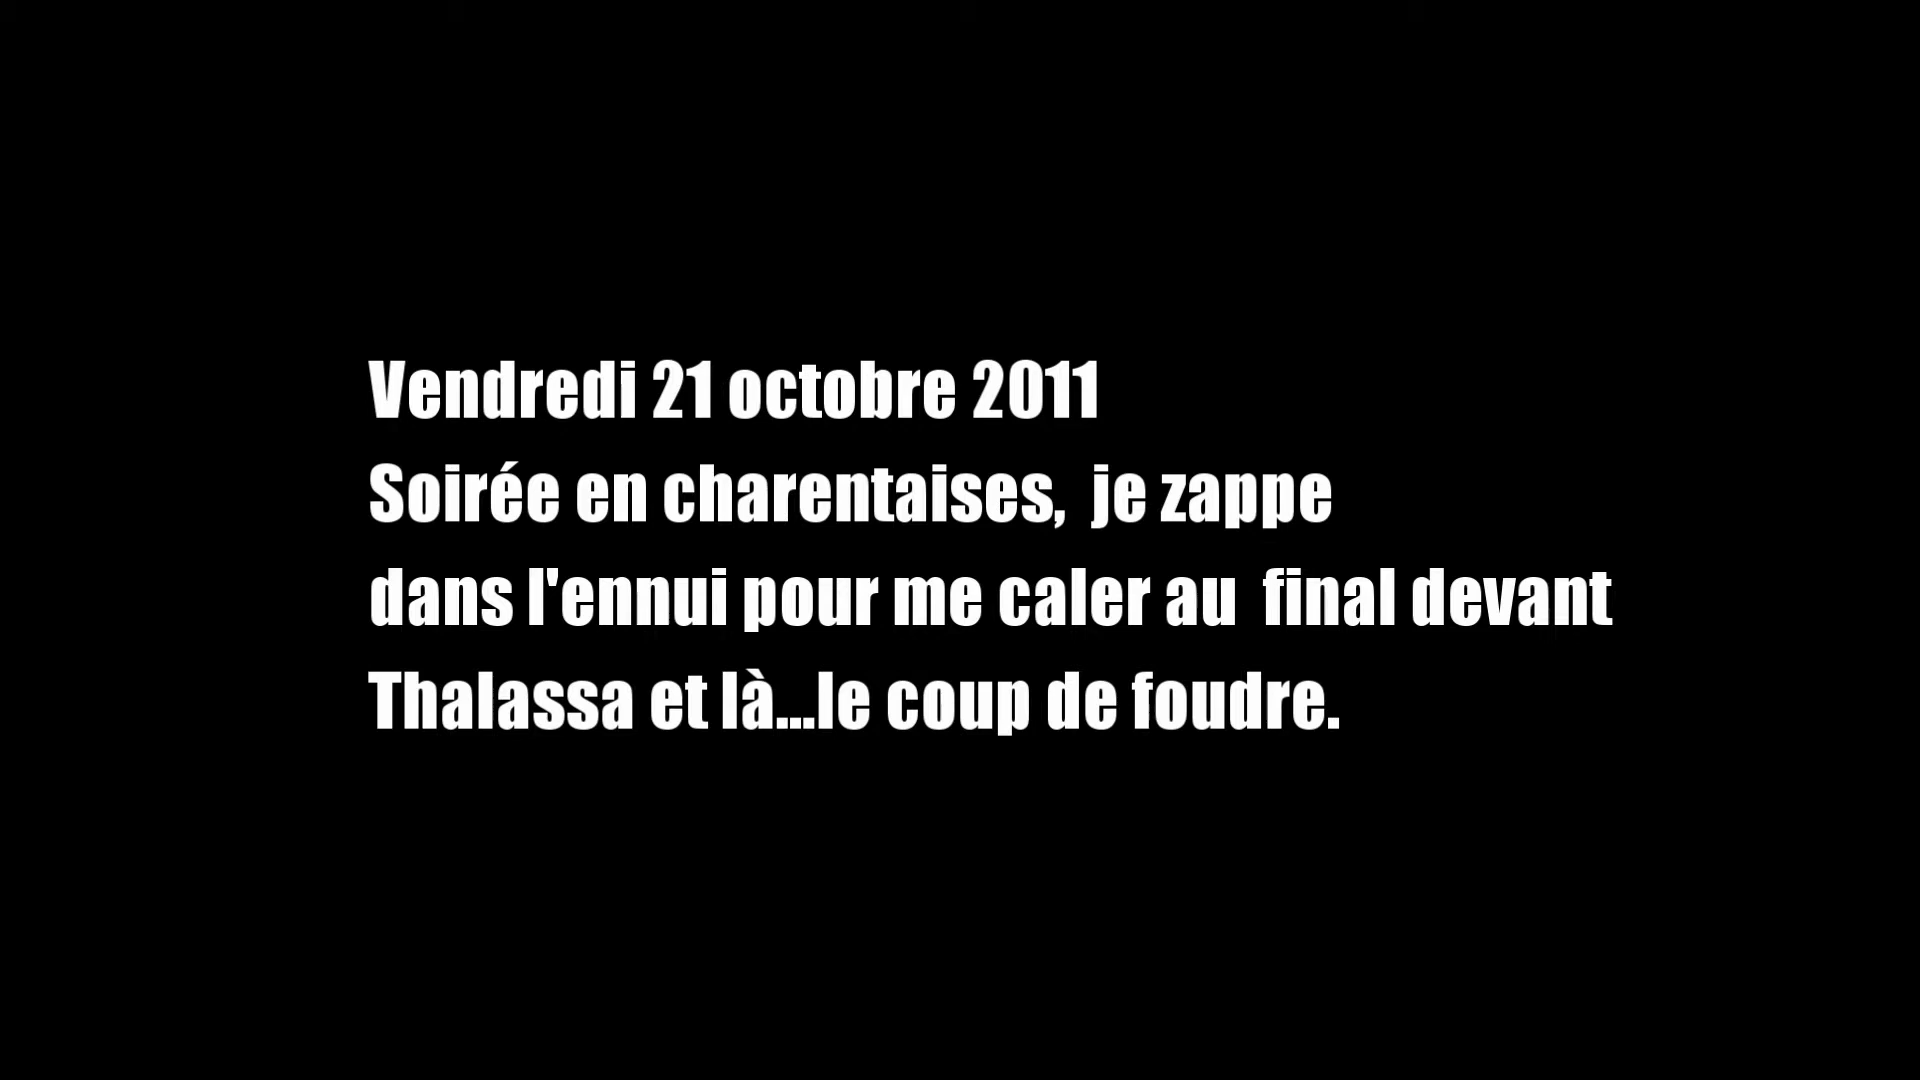 Vendredi 21 octobre 2011
Soirée en charentaises,  je zappe
dans l'ennui pour me caler au  final devant
Thalassa et là...le coup de foudre.